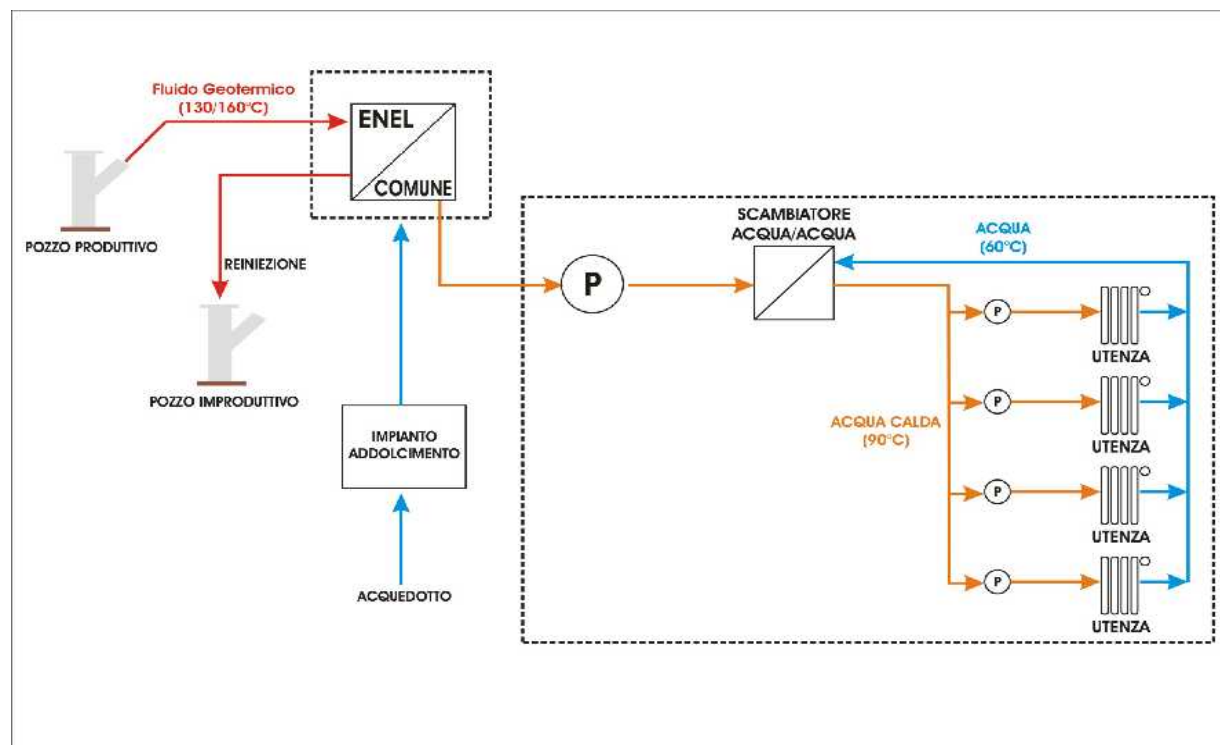 Fluido Geotermico
(130/160°C)
ENEL
COMUNE
POZZO PRODUTTIVO
REINIEZIONE
POZZO IMPRODUTTIVO
IMPIANTO
ADDOLCIMENTO
ACQUEDOTTO
P
SCAMBIATORE
ACQUA/ACQUA
ACQUA
(60°C)
ACQUA CALDA
(90°C)
P
UTENZA
P
UTENZA
P
UTENZA
P
UTENZA